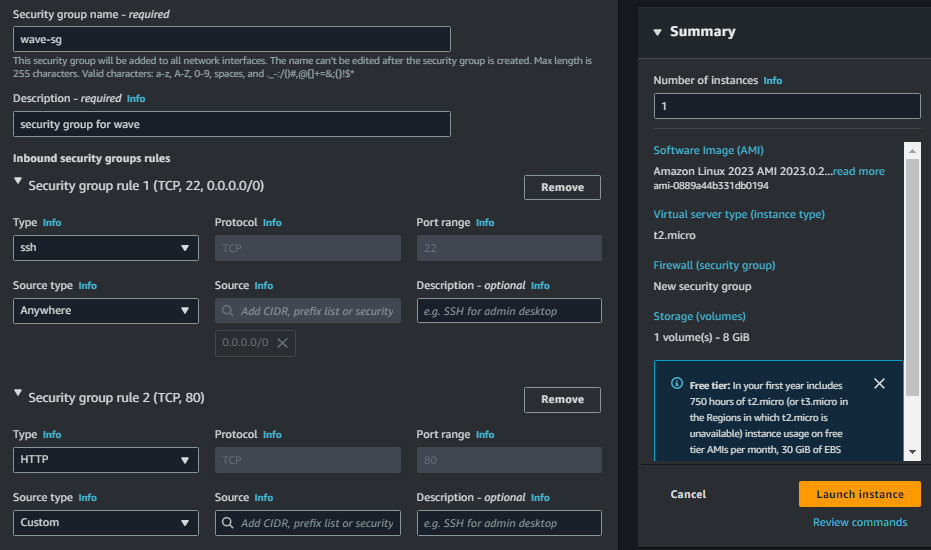 Security group name - required
wave-sg
This security group will be added to all network interfaces. The name can't be edited after the security group is created. Max length is
255 characters. Valid characters: a-z, A-Z, 0-9, spaces, and ._-:/()#,@[]+=&;{}!$*
Description - required Info
security group for wave
Inbound security groups rules
Security group rule 1 (TCP, 22, 0.0.0.0/0)
Remove
Type Info
Protocol Info
Port range Info
ssh
TCP
22
Source type Info
Source Info
Description - optional Info
Anywhere
Add CIDR, prefix list or security
e.g. SSH for admin desktop
0.0.0.0/0
Security group rule 2 (TCP, 80)
Remove
Type Info
Protocol Info
Port range Info
HTTP
TCP
80
Source type Info
Source Info
Description - optional Info
Custom
Add CIDR, prefix list or security
e.g. SSH for admin desktop
Summary
Number of instances Info
1
Software Image (AMI)
Amazon Linux 2023 AMI 2023.0.2...read more
ami-0889a44b331db0194
Virtual server type (instance type)
t2.micro
Firewall (security group)
New security group
Storage (volumes)
1 volume(s) - 8 GiB
Free tier: In your first year includes
750 hours of t2.micro (or t3.micro in
the Regions in which t2.micro is
unavailable) instance usage on free
tier AMIs per month, 30 GiB of EBS
Cancel
Launch instance
Review commands